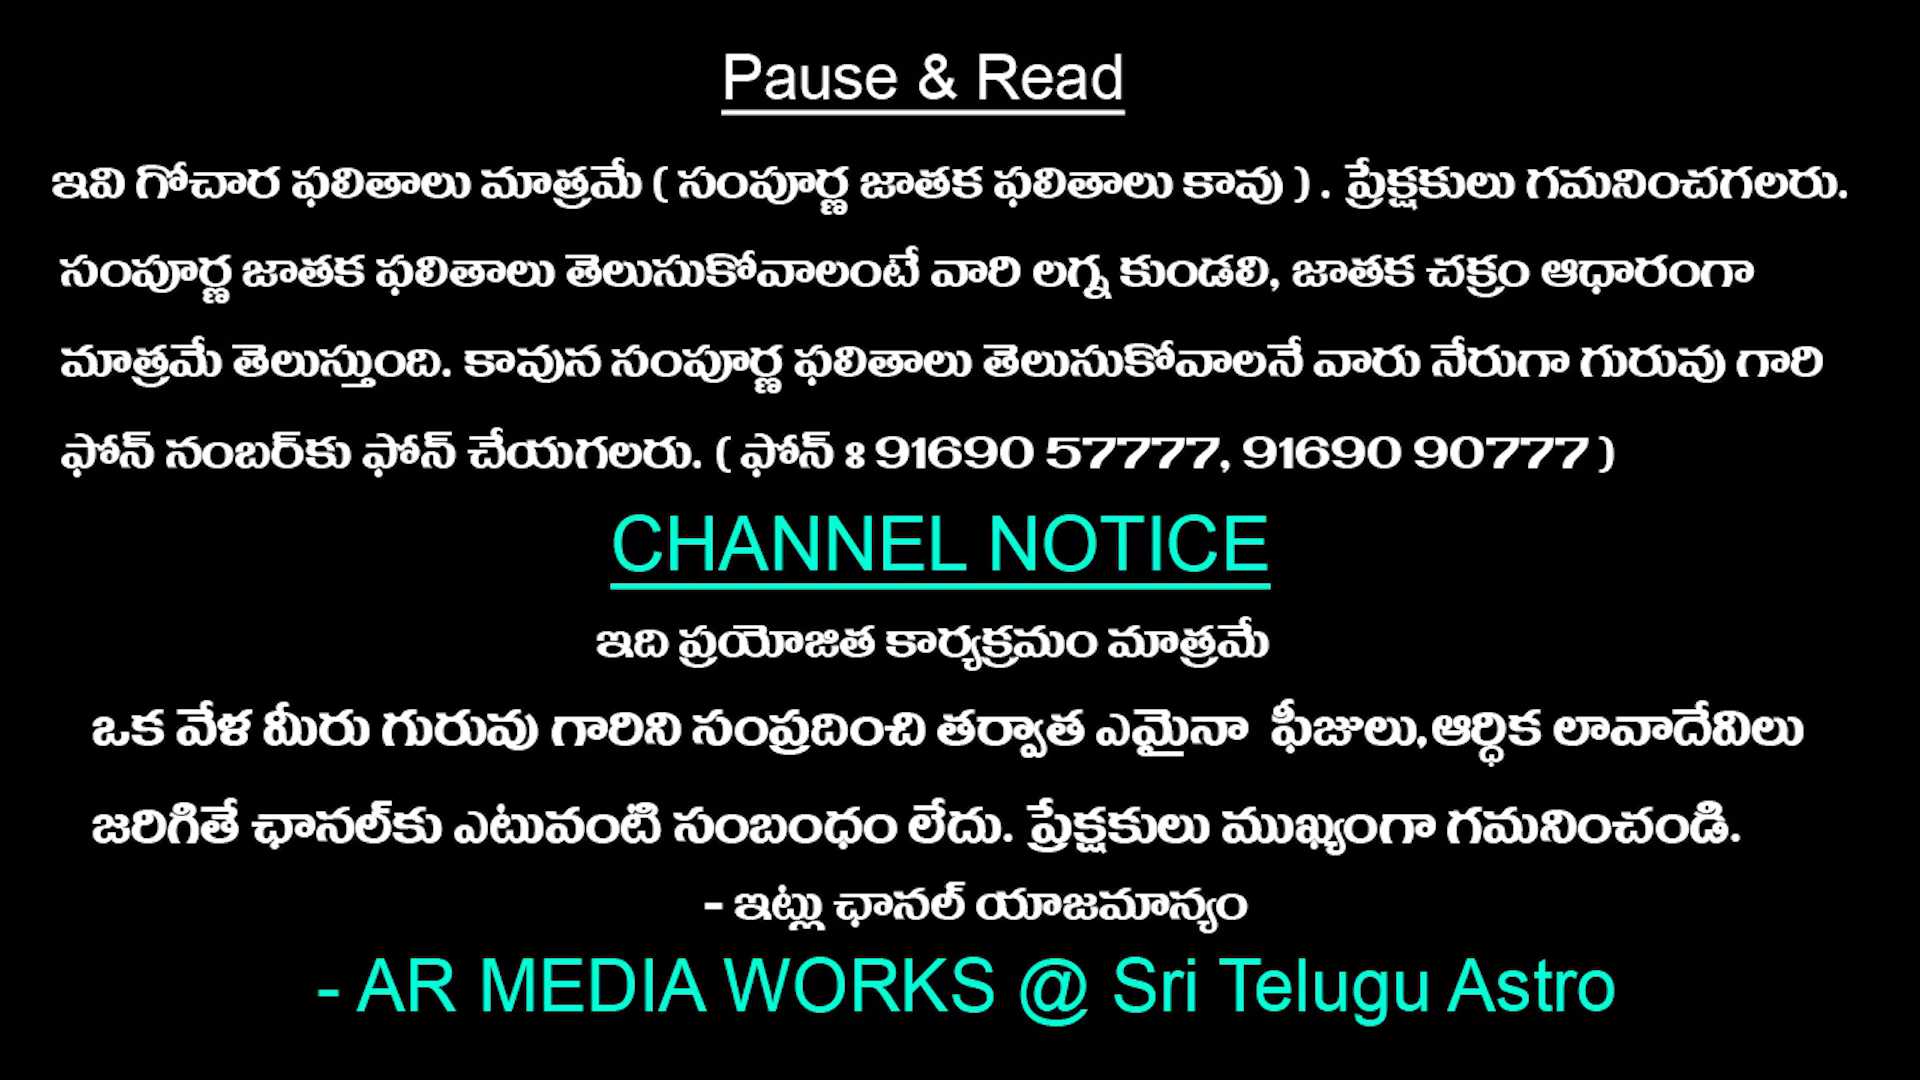 Pause & Read
ఇవి గోచార ఫలితాలు మాత్రమే ( సంపూర్ణ జాతక ఫలితాలు కావు ) . ప్రేక్షకులు గమనించగలరు.
సంపూర్ణ జాతక ఫలితాలు తెలుసుకోవాలంటే వారి లగ్న కుండలి, జాతక చక్రం ఆధారంగా
మాత్రమే తెలుస్తుంది. కావున సంపూర్ణ ఫలితాలు తెలుసుకోవాలనే వారు నేరుగా గురువు గారి
ఫోన్ నంబర్‌కు ఫోన్ చేయగలరు. ( ఫోన్ : 91690 57777, 91690 90777 )
CHANNEL NOTICE
ఇది ప్రయోజిత కార్యక్రమం మాత్రమే
ఒక వేళ మీరు గురువు గారిని సంప్రదించి తర్వాత ఎమైనా ఫీజులు,ఆర్ధిక లావాదేవిలు
జరిగితే ఛానల్‌కు ఎటువంటి సంబంధం లేదు. ప్రేక్షకులు ముఖ్యంగా గమనించండి.
- ఇట్లు ఛానల్ యాజమాన్యం
- AR MEDIA WORKS @ Sri Telugu Astro